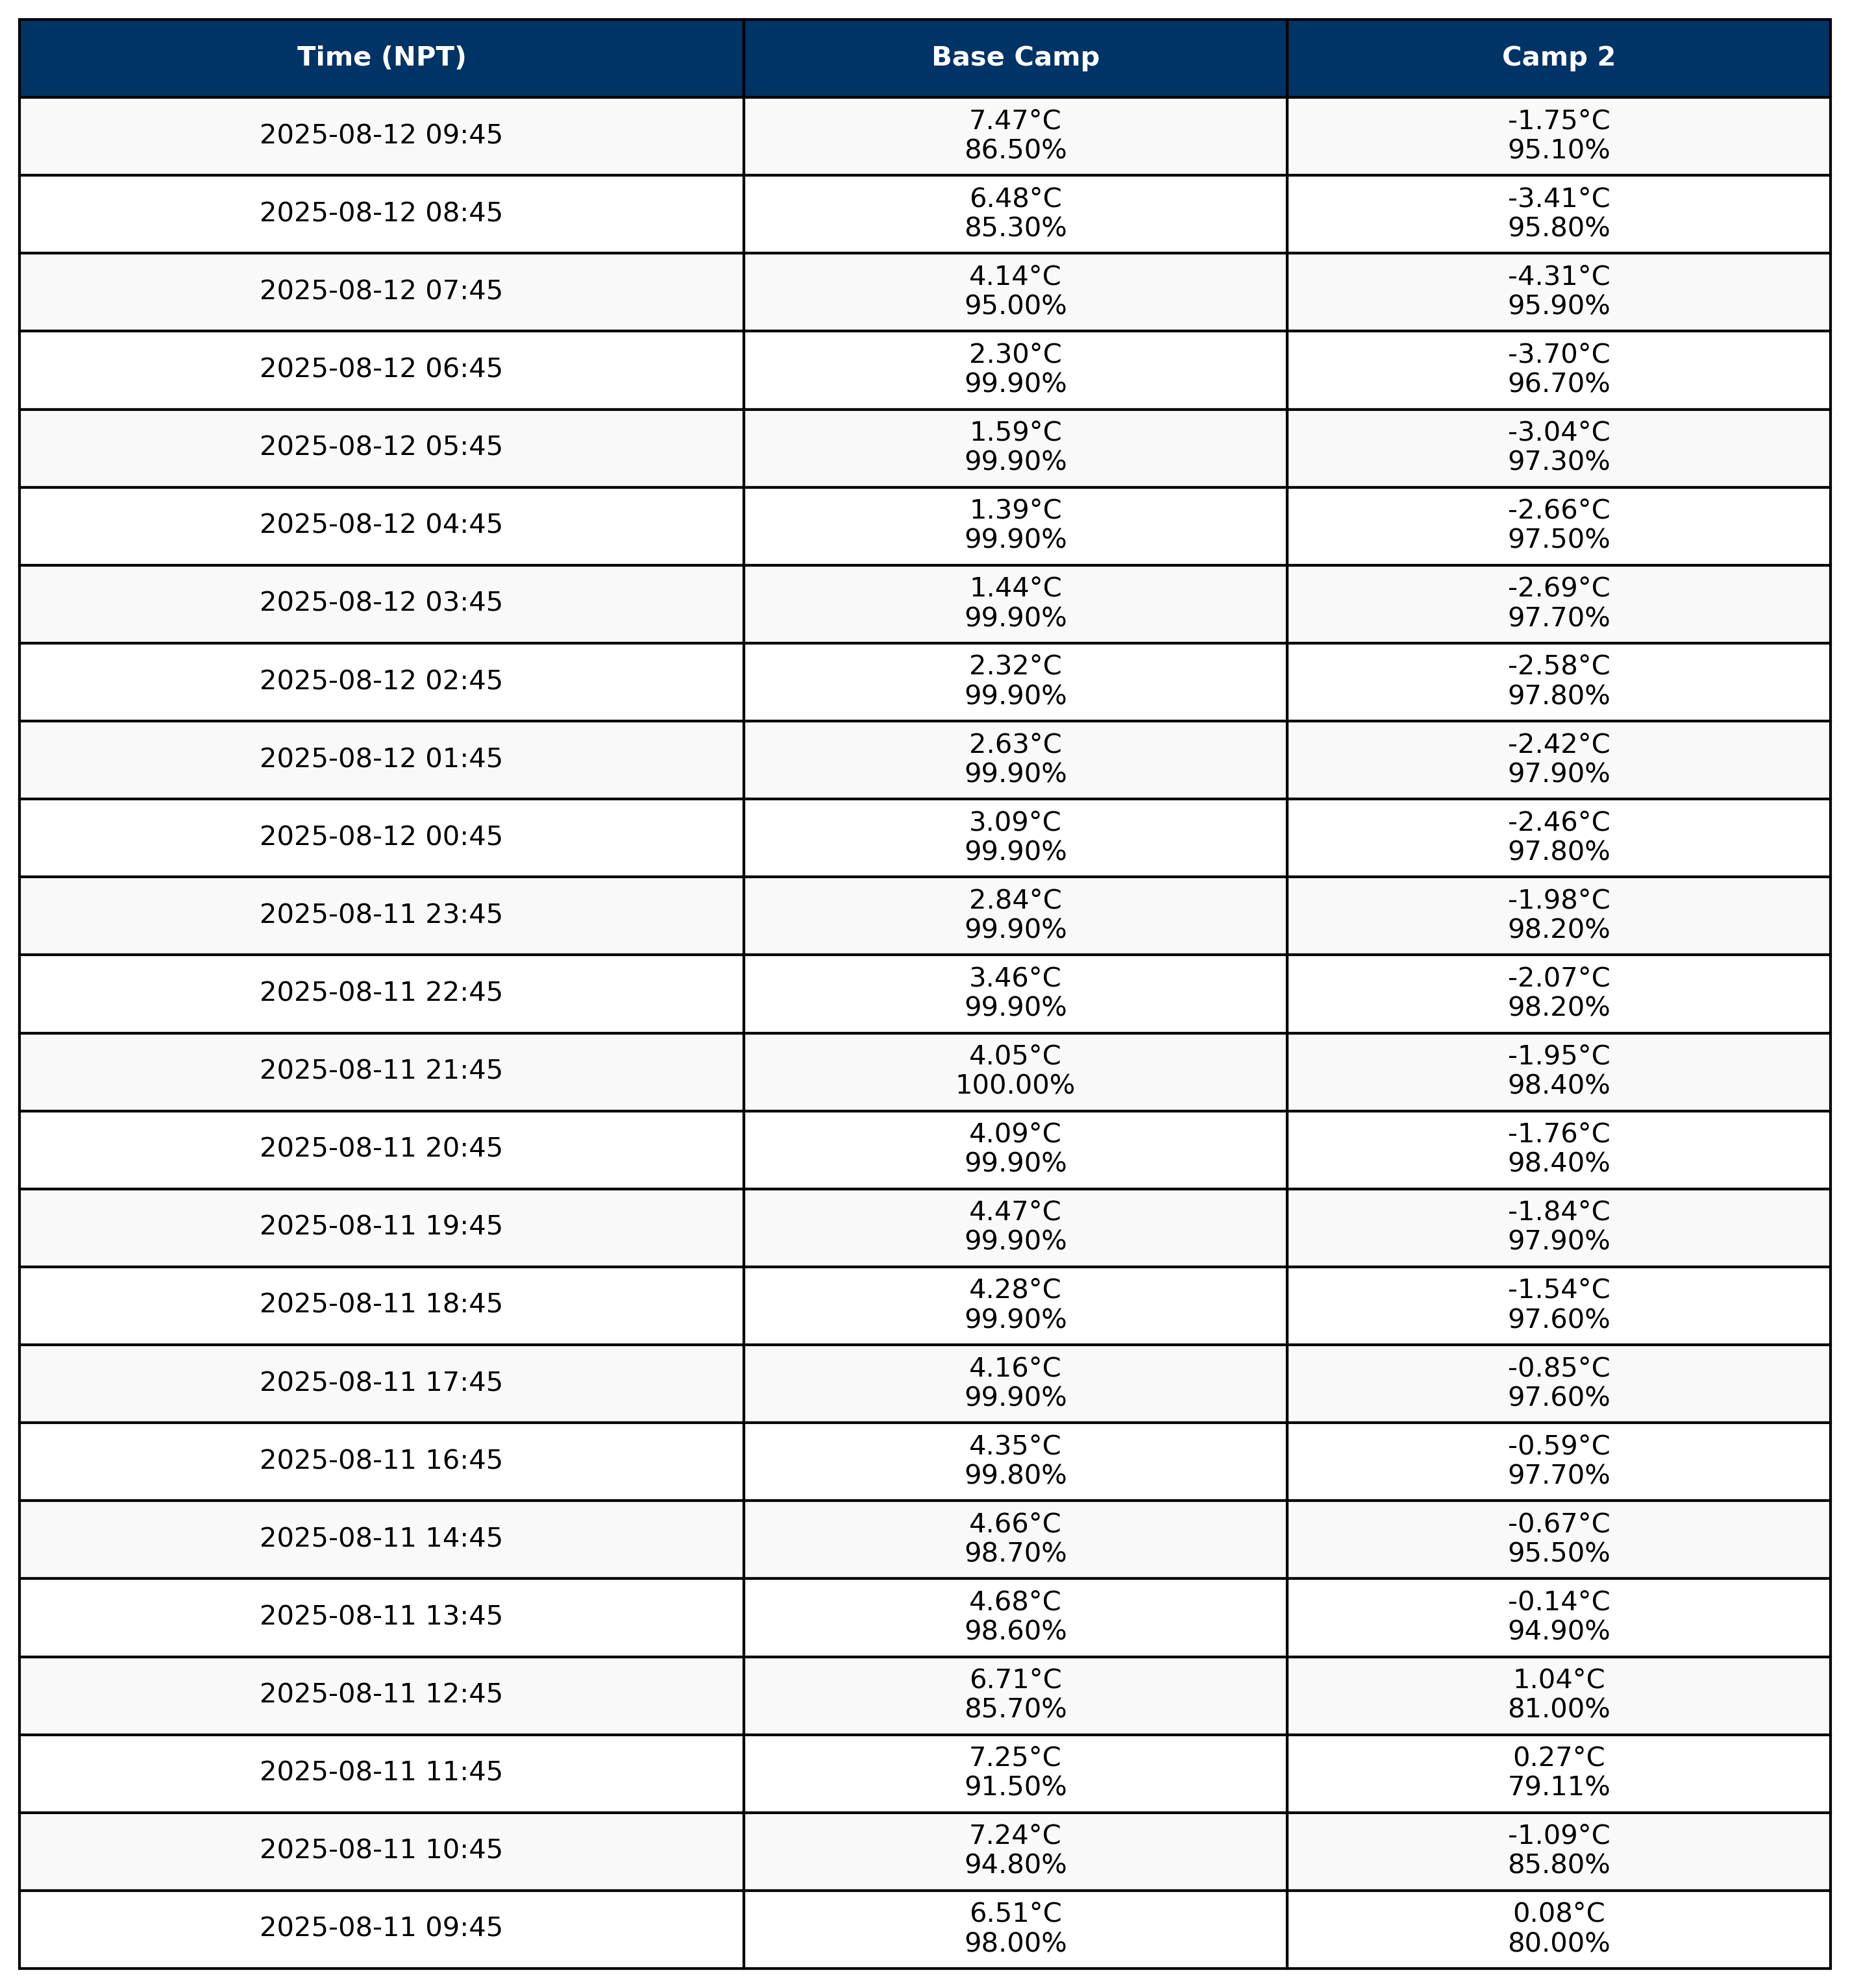 Time (NPT) Base Camp Camp 2
2025-08-12 09:45 7.47°C -1.75°C
86.50% 95.10%
2025-08-12 08:45 6.48°C -3.41°C
85.30% 95.80%
2025-08-12 07:45 4.14°C -4.31°C
95.00% 95.90%
2025-08-12 06:45 2.30°C -3.70°C
99.90% 96.70%
2025-08-12 05:45 1.59°C -3.04°C
99.90% 97.30%
2025-08-12 04:45 1.39°C -2.66°C
99.90% 97.50%
2025-08-12 03:45 1.44°C -2.69°C
99.90% 97.70%
2025-08-12 02:45 2.32°C -2.58°C
99.90% 97.80%
2025-08-12 01:45 2.63°C -2.42°C
99.90% 97.90%
2025-08-12 00:45 3.09°C -2.46°C
99.90% 97.80%
2025-08-11 23:45 2.84°C -1.98°C
99.90% 98.20%
2025-08-11 22:45 3.46°C -2.07°C
99.90% 98.20%
2025-08-11 21:45 4.05°C -1.95°C
100.00% 98.40%
2025-08-11 20:45 4.09°C -1.76°C
99.90% 98.40%
2025-08-11 19:45 4.47°C -1.84°C
99.90% 97.90%
2025-08-11 18:45 4.28°C -1.54°C
99.90% 97.60%
2025-08-11 17:45 4.16°C -0.85°C
99.90% 97.60%
2025-08-11 16:45 4.35°C -0.59°C
99.80% 97.70%
2025-08-11 14:45 4.66°C -0.67°C
98.70% 95.50%
2025-08-11 13:45 4.68°C -0.14°C
98.60% 94.90%
2025-08-11 12:45 6.71°C 1.04°C
85.70% 81.00%
2025-08-11 11:45 7.25°C 0.27°C
91.50% 79.11%
2025-08-11 10:45 7.24°C -1.09°C
94.80% 85.80%
2025-08-11 09:45 6.51°C 0.08°C
98.00% 80.00%